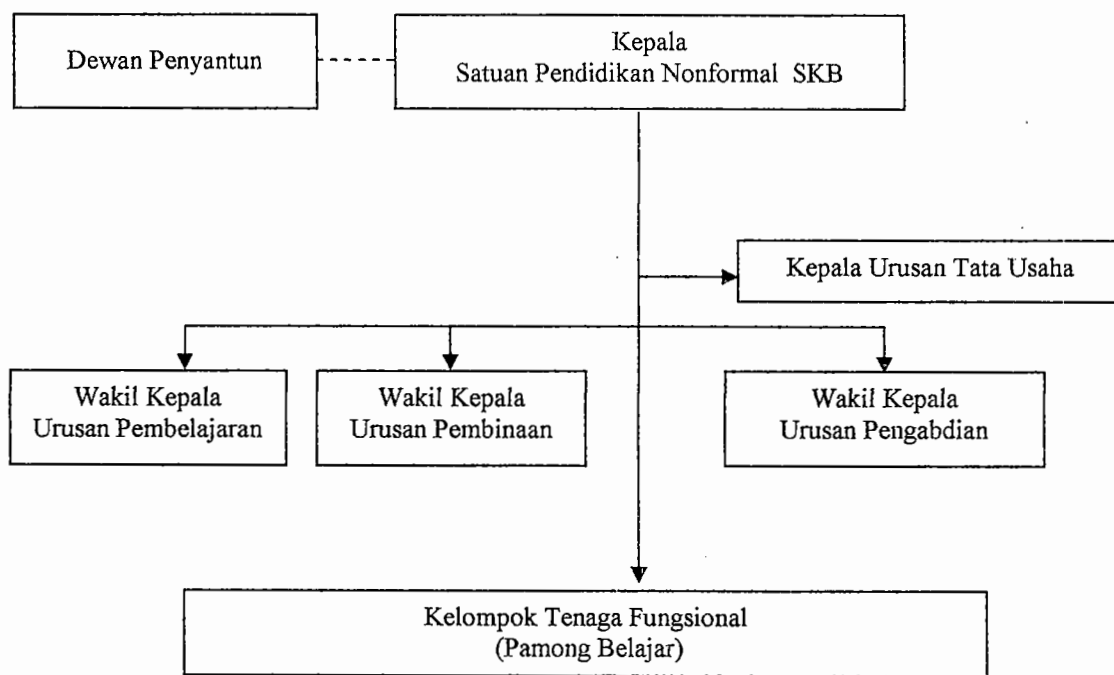 Dewan Penyantun
Kepala
Satuan Pendidikan Nonformal SKB
Kepala Urusan Tata Usaha
Wakil Kepala
Urusan Pembelajaran
Wakil Kepala
Urusan Pembinaan
Wakil Kepala
Urusan Pengabdian
Kelompok Tenaga Fungsional
(Pamong Belajar)